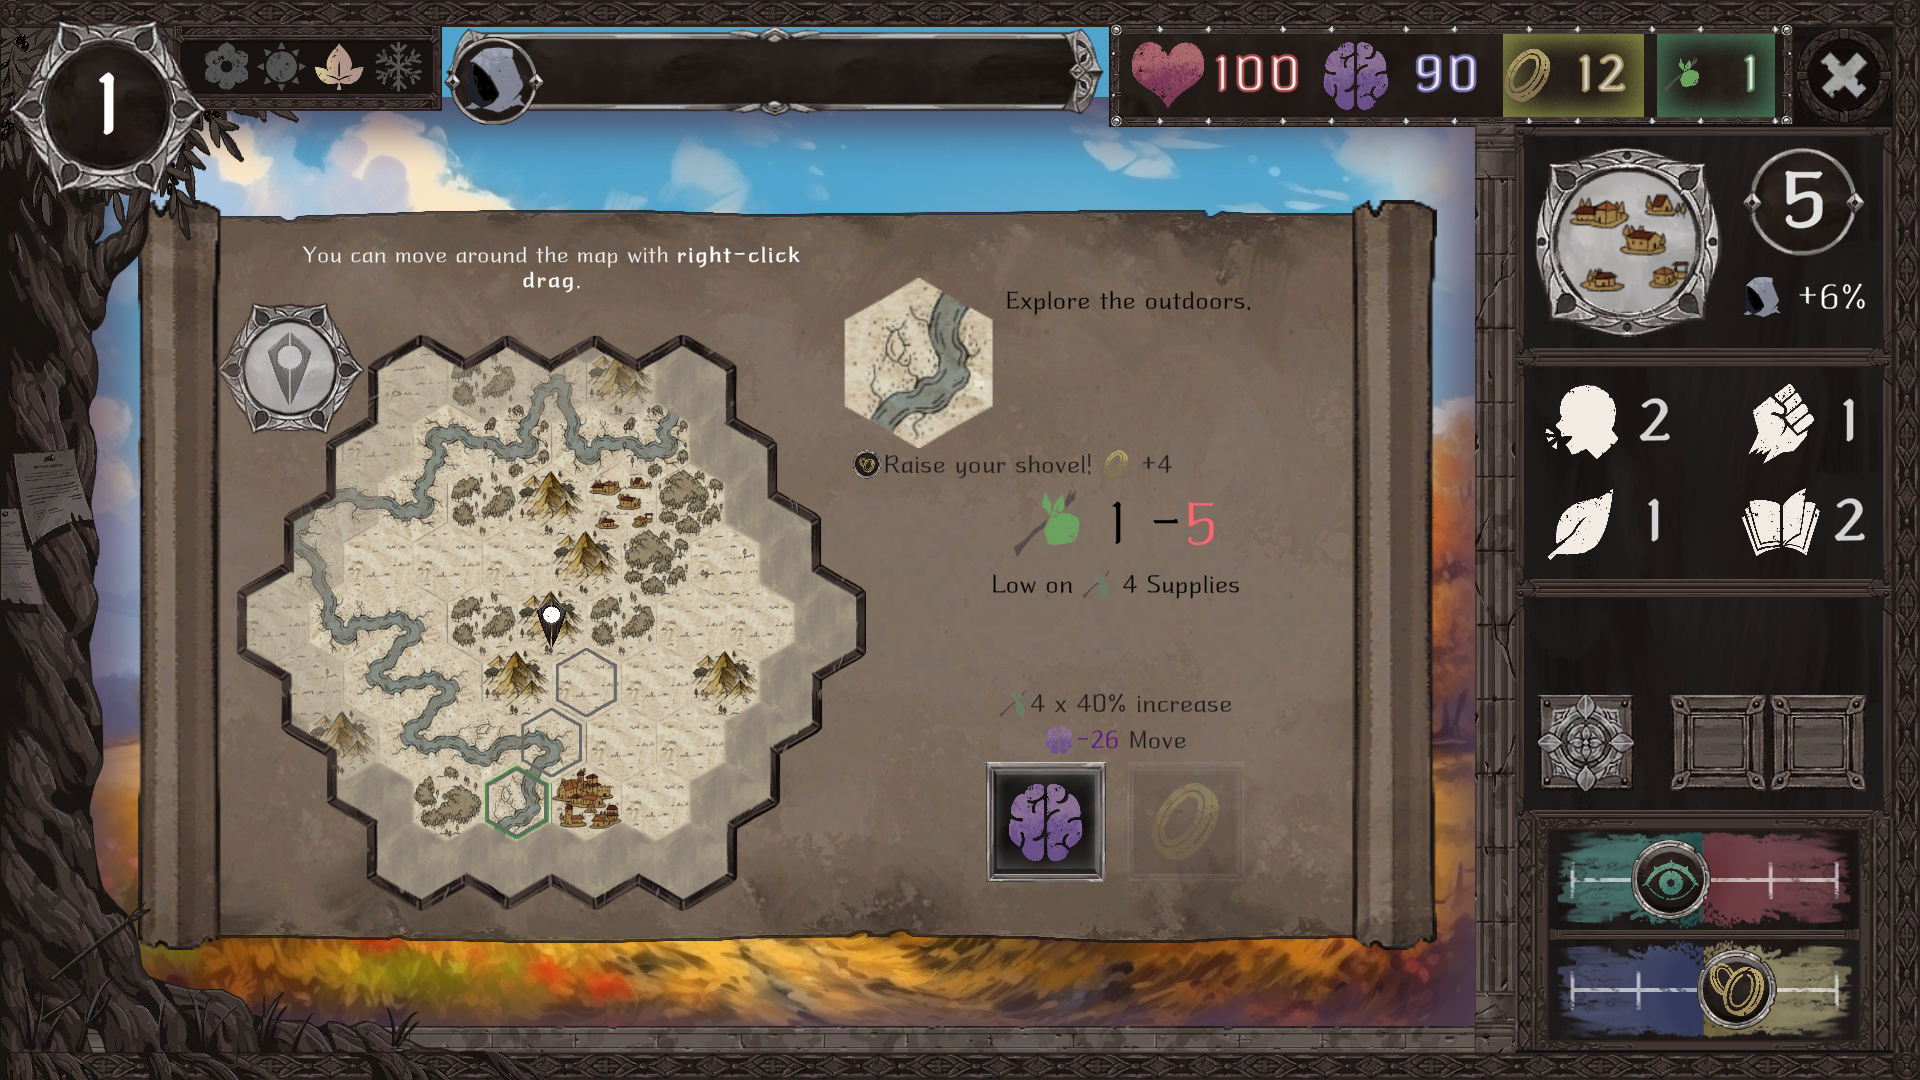 1
100
90
12
1
You can move around the map with right-click
drag.
Explore the outdoors.
Raise your shovel! +4
1 -5
Low on 4 Supplies
4 x 40% increase
-26 Move
5
+6%
2
1
1
2